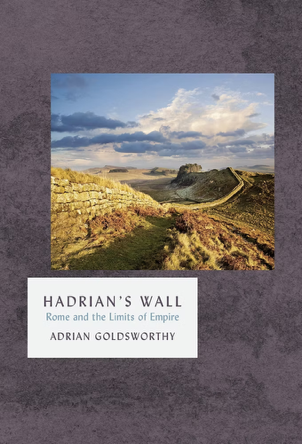 HADRIAN'S WALL
Rome and the Limits of Empire
ADRIAN GOLDSWORTHY